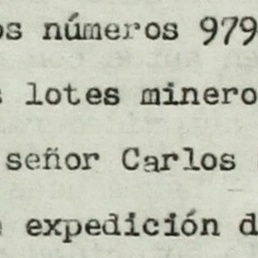 os números 979
s lotes minero
señor Carlos
expedición d